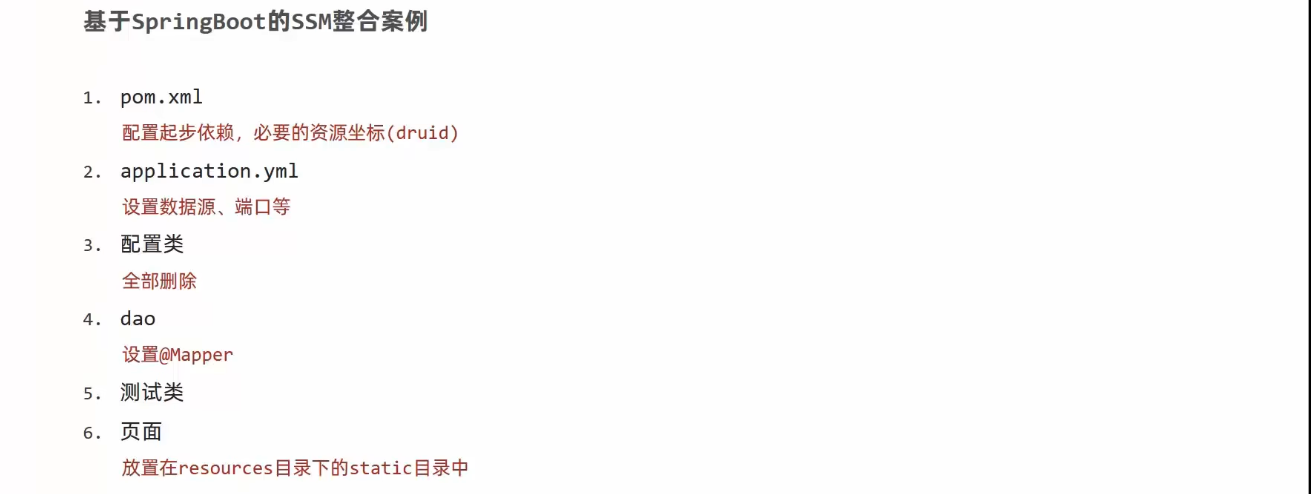 基于SpringBoot的SSM整合案例
1. pom.xml
配置起步依赖，必要的资源坐标(druid)
2. application.yml
设置数据源、端口等
3. 配置类
全部删除
4. dao
设置@Mapper
5. 测试类
6. 页面
放置在resources目录下的static目录中